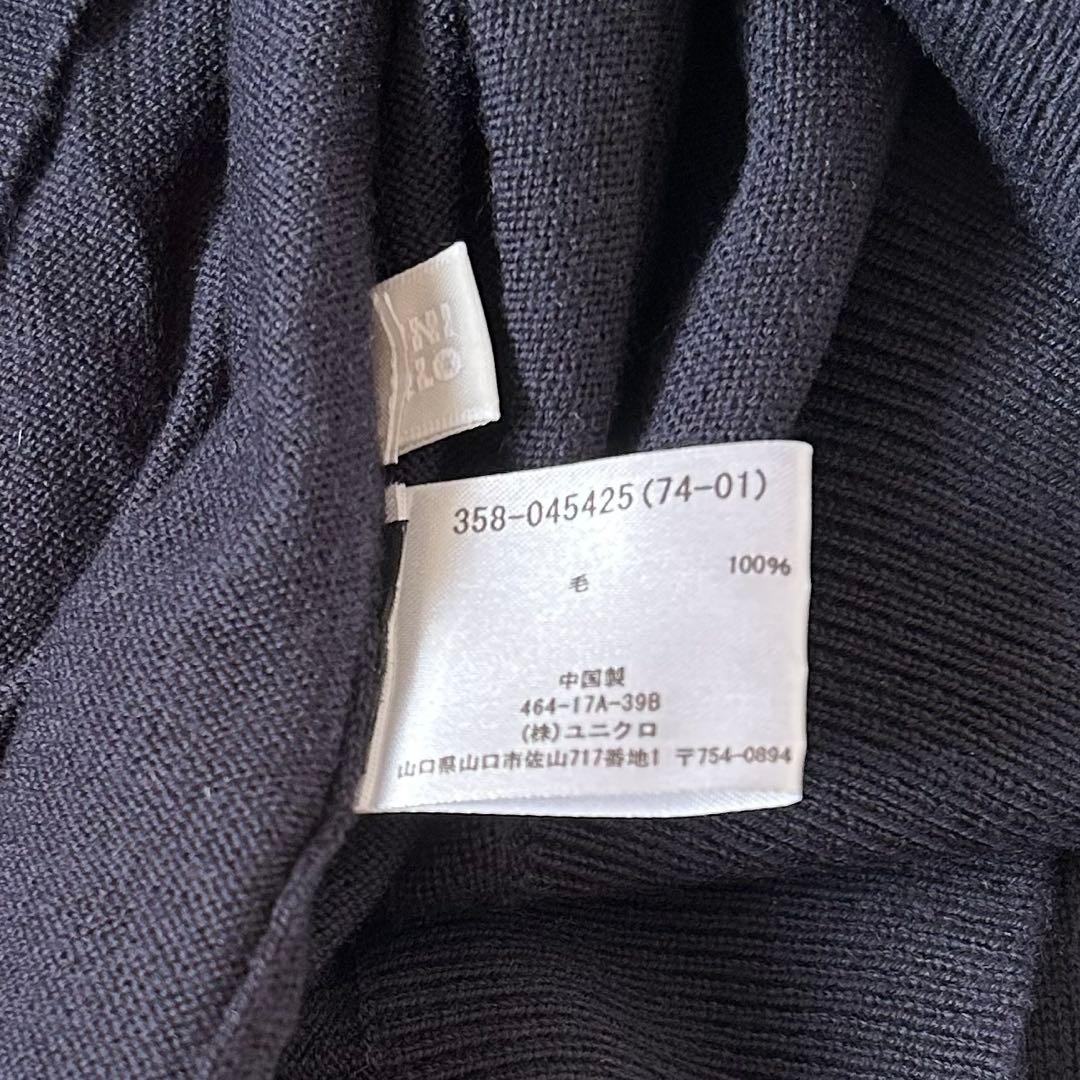 358-045425(74-01)
毛 100%
中国製
464-17A-39B
(株)ユニクロ
山口県山口市佐山717番地1 〒754-0894